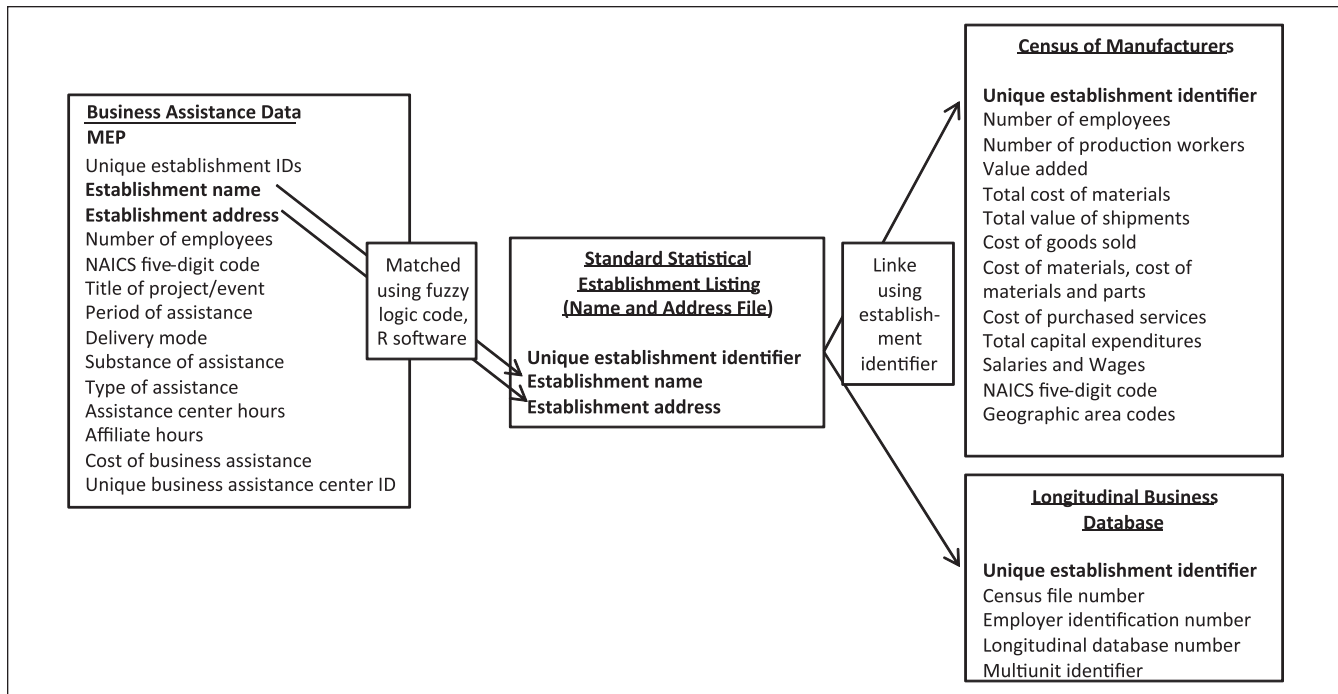 Business Assistance Data
MEP
Unique establishment IDs
Establishment name
Establishment address
Number of employees
NAICS five-digit code
Title of project/event
Period of assistance
Delivery mode
Substance of assistance
Type of assistance
Assistance center hours
Affiliate hours
Cost of business assistance
Unique business assistance center ID
Matched
using fuzzy
logic code,
R software
Standard Statistical
Establishment Listing
(Name and Address File)
Unique establishment identifier
Establishment name
Establishment address
Linke
using
establish-
ment
identifier
Census of Manufacturers
Unique establishment identifier
Number of employees
Number of production workers
Value added
Total cost of materials
Total value of shipments
Cost of goods sold
Cost of materials, cost of
materials and parts
Cost of purchased services
Total capital expenditures
Salaries and Wages
NAICS five-digit code
Geographic area codes
Longitudinal Business
Database
Unique establishment identifier
Census file number
Employer identification number
Longitudinal database number
Multiunit identifier